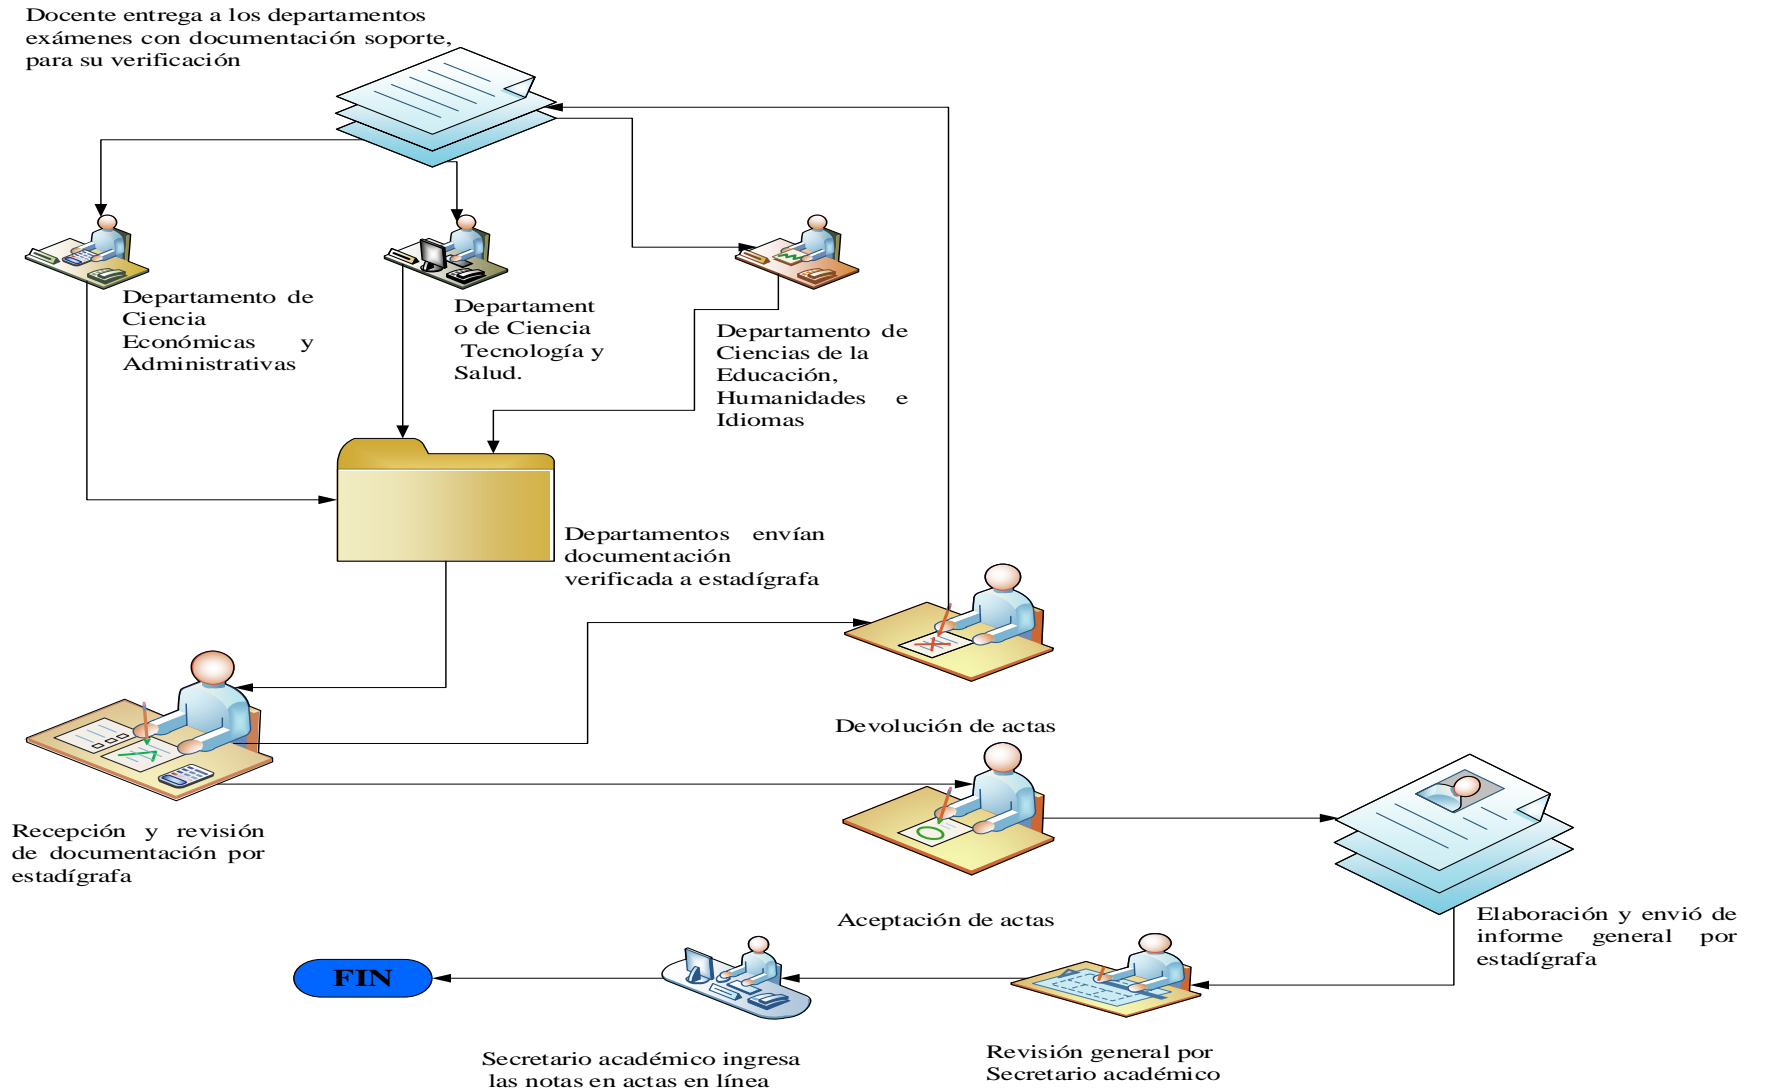 Docente entrega a los departamentos
exámenes con documentación soporte,
para su verificación
Departamento de
Ciencia
Económicas y
Administrativas
Departament
o de Ciencia
Tecnología y
Salud.
Departamento de
Ciencias de la
Educación,
Humanidades e
Idiomas
Departamentos envían
documentación
verificada a estadígrafa
Devolución de actas
Recepción y revisión
de documentación por
estadígrafa
Aceptación de actas
Elaboración y envió de
informe general por
estadígrafa
FIN
Secretario académico ingresa
las notas en actas en línea
Revisión general por
Secretario académico